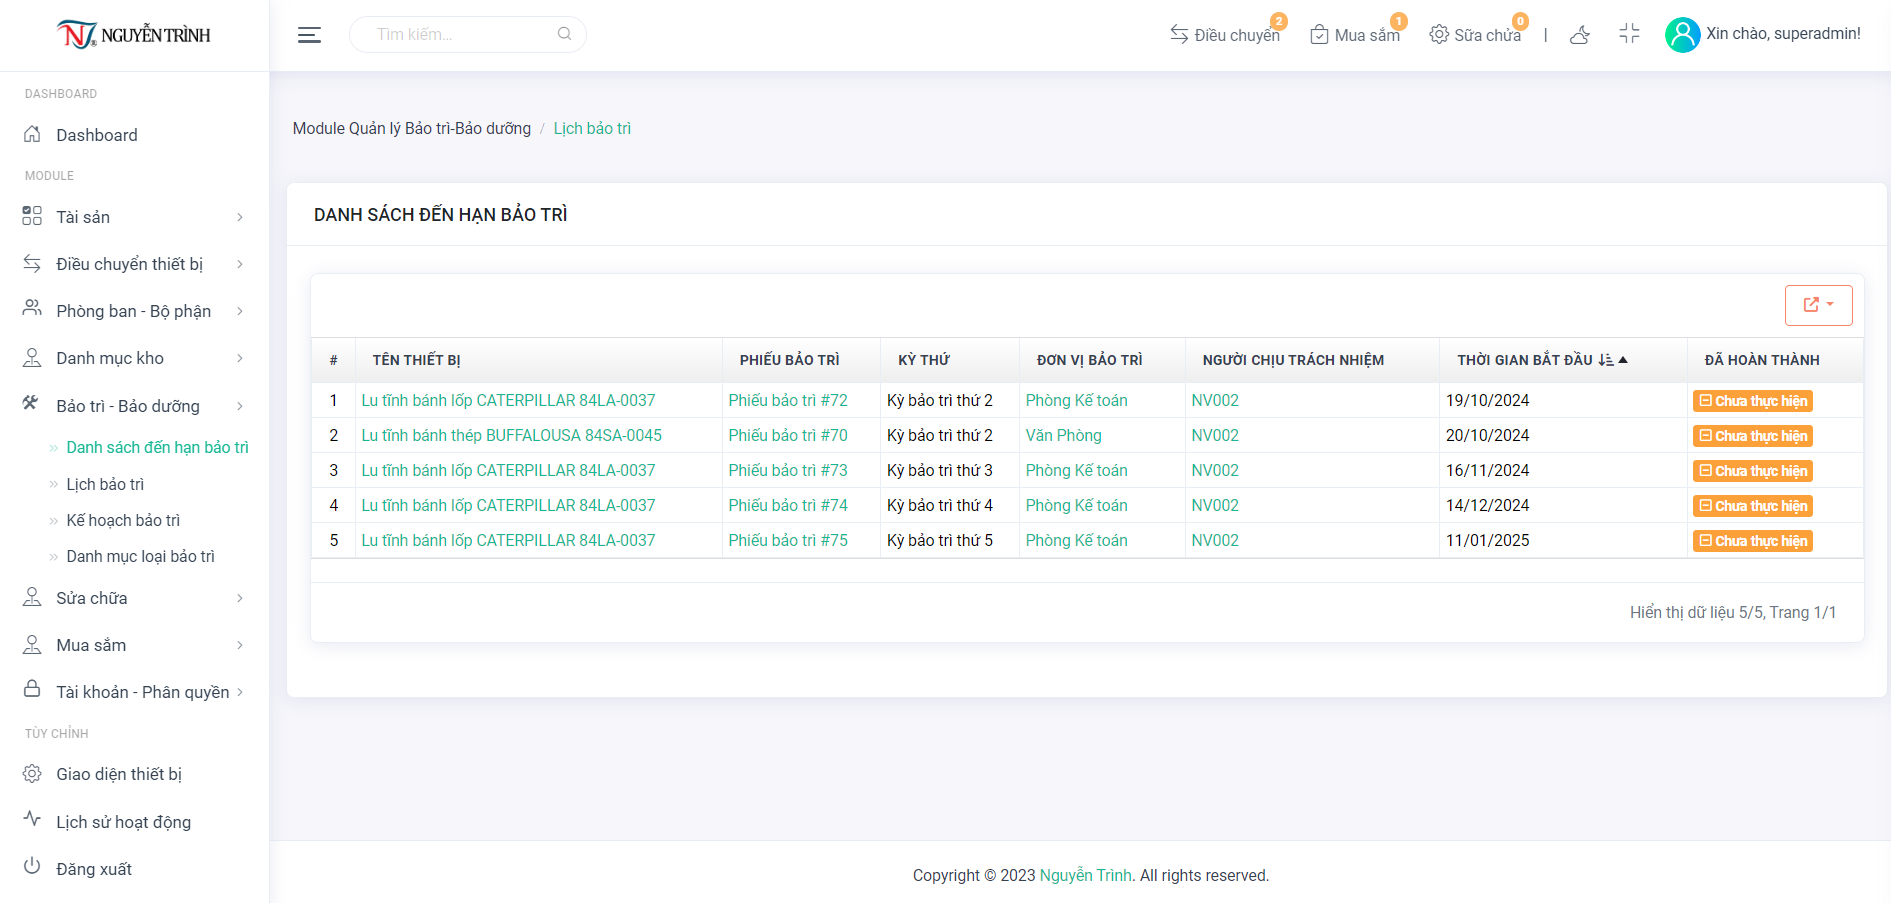 NT® NGUYỄN TRÌNH
Tìm kiếm...
Điều chuyển 2
Mua sắm 1
Sữa chửa 0
|
Xin chào, superadmin!
DASHBOARD
Dashboard
MODULE
Tài sản
Điều chuyển thiết bị
Phòng ban - Bộ phận
Danh mục kho
Bảo trì - Bảo dưỡng
Danh sách đến hạn bảo trì
Lịch bảo trì
Kế hoạch bảo trì
Danh mục loại bảo trì
Sửa chữa
Mua sắm
Tài khoản - Phân quyền
TÙY CHỈNH
Giao diện thiết bị
Lịch sử hoạt động
Đăng xuất
Module Quản lý Bảo trì-Bảo dưỡng / Lịch bảo trì
DANH SÁCH ĐẾN HẠN BẢO TRÌ
# TÊN THIẾT BỊ PHIẾU BẢO TRÌ KỲ THỨ ĐƠN VỊ BẢO TRÌ NGƯỜI CHỊU TRÁCH NHIỆM THỜI GIAN BẮT ĐẦU ĐÃ HOÀN THÀNH
1 Lu tĩnh bánh lốp CATERPILLAR 84LA-0037 Phiếu bảo trì #72 Kỳ bảo trì thứ 2 Phòng Kế toán NV002 19/10/2024 Chưa thực hiện
2 Lu tĩnh bánh thép BUFFALOUSA 84SA-0045 Phiếu bảo trì #70 Kỳ bảo trì thứ 2 Văn Phòng NV002 20/10/2024 Chưa thực hiện
3 Lu tĩnh bánh lốp CATERPILLAR 84LA-0037 Phiếu bảo trì #73 Kỳ bảo trì thứ 3 Phòng Kế toán NV002 16/11/2024 Chưa thực hiện
4 Lu tĩnh bánh lốp CATERPILLAR 84LA-0037 Phiếu bảo trì #74 Kỳ bảo trì thứ 4 Phòng Kế toán NV002 14/12/2024 Chưa thực hiện
5 Lu tĩnh bánh lốp CATERPILLAR 84LA-0037 Phiếu bảo trì #75 Kỳ bảo trì thứ 5 Phòng Kế toán NV002 11/01/2025 Chưa thực hiện
Hiển thị dữ liệu 5/5, Trang 1/1
Copyright © 2023 Nguyễn Trình. All rights reserved.